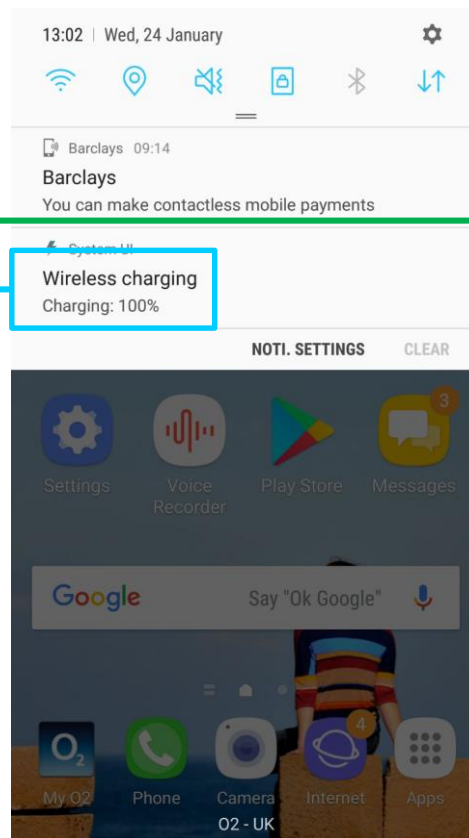 13:02 | Wed, 24 January
Barclays 09:14
Barclays
You can make contactless mobile payments
System UI
Wireless charging
Charging: 100%
NOTI. SETTINGS CLEAR
3
Settings Voice Recorder Play Store Messages
Google Say "Ok Google"
O2
4
My O2 Phone Camera Internet Apps
O2 - UK